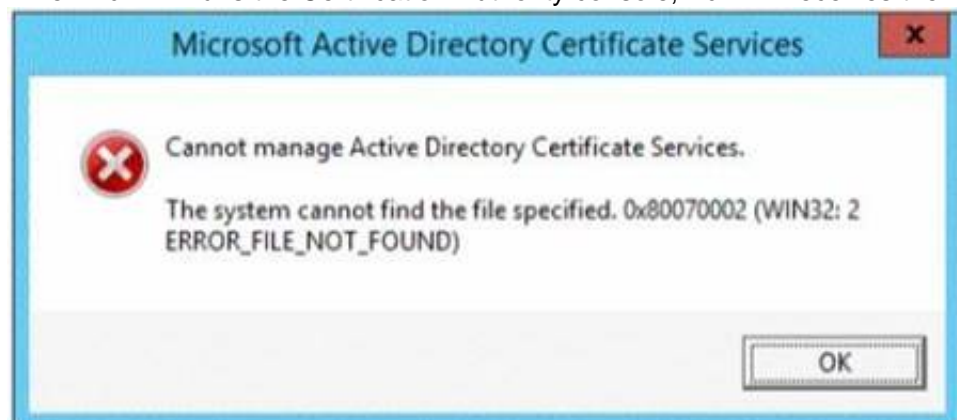 Microsoft Active Directory Certificate Services
Cannot manage Active Directory Certificate Services.
The system cannot find the file specified. 0x80070002 (WIN32: 2
ERROR_FILE_NOT_FOUND)
OK